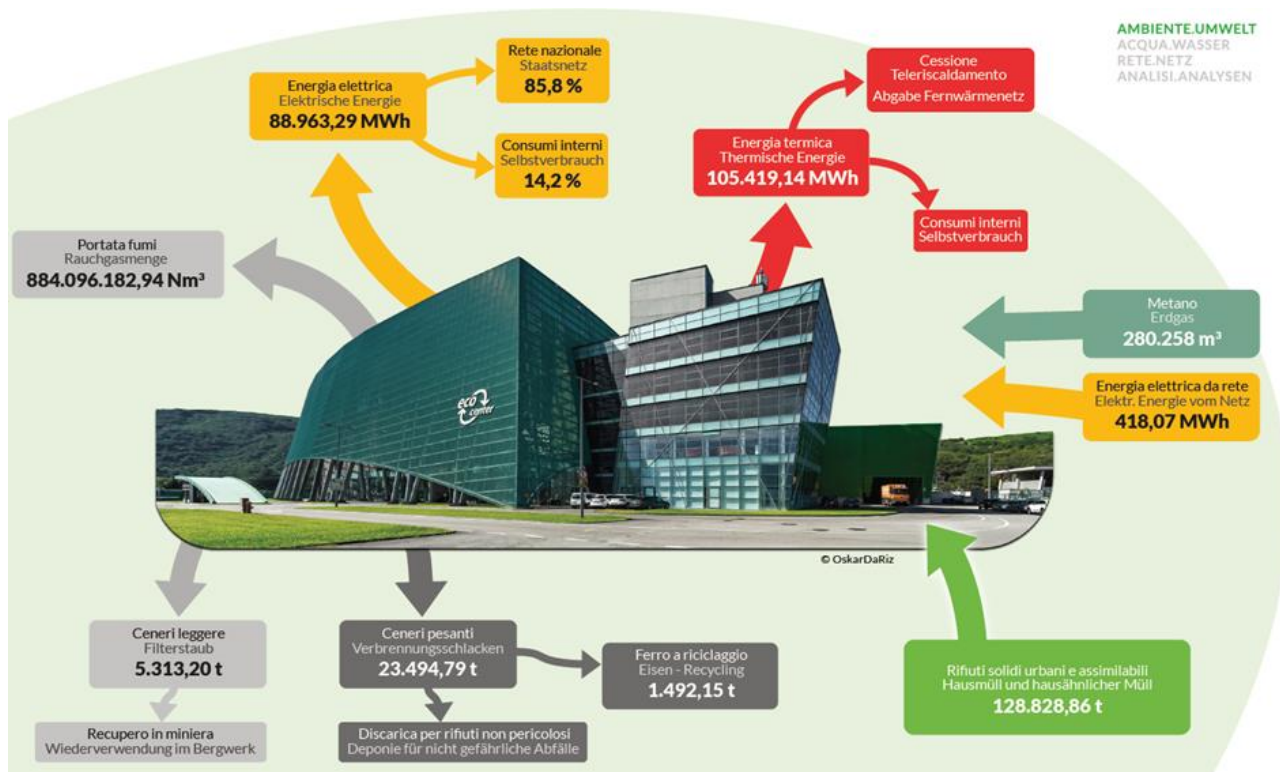 AMBIENTE.UMWELT
ACQUA.WASSER
RETE.NETZ
ANALISI.ANALYSEN
Rete nazionale
Staatsnetz
85,8 %
Energia elettrica
Elektrische Energie
88.963,29 MWh
Consumi interni
Selbstverbrauch
14,2 %
Cessione
Teleriscaldamento
Abgabe Fernwärmenetz
Energia termica
Thermische Energie
105.419,14 MWh
Consumi interni
Selbstverbrauch
Portata fumi
Rauchgasmenge
884.096.182,94 Nm³
Metano
Erdgas
280.258 m³
Energia elettrica da rete
Elektr. Energie vom Netz
418,07 MWh
eco
center
© OskarDaRiz
Ceneri leggere
Filterstaub
5.313,20 t
Recupero in miniera
Wiederverwendung im Bergwerk
Ceneri pesanti
Verbrennungsschlacken
23.494,79 t
Ferro a riciclaggio
Eisen - Recycling
1.492,15 t
Discarica per rifiuti non pericolosi
Deponie für nicht gefährliche Abfälle
Rifiuti solidi urbani e assimilabili
Hausmüll und hausähnlicher Müll
128.828,86 t